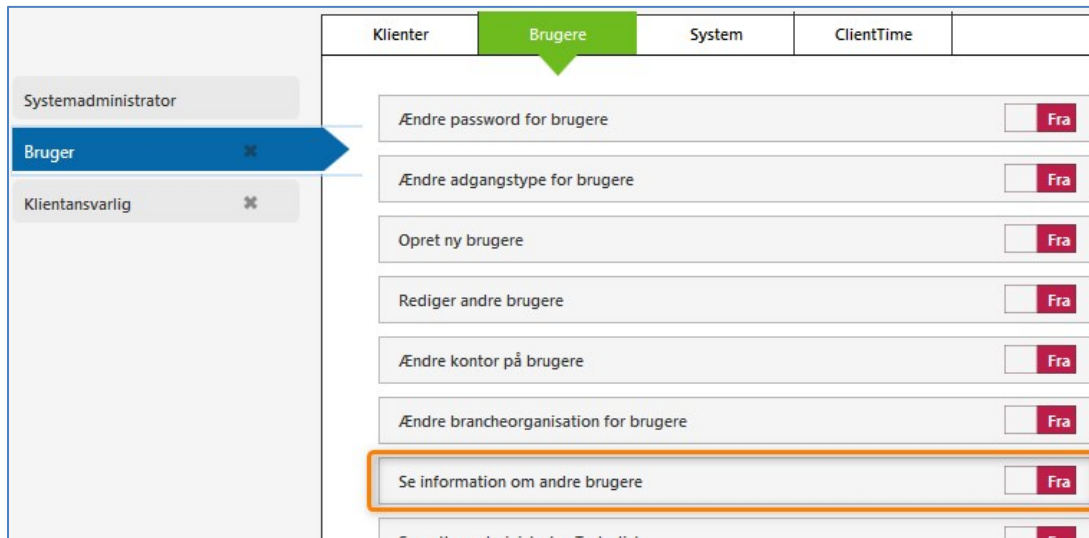 Klienter Brugere System ClientTime
Systemadministrator
Bruger
Klientansvarlig
Ændre password for brugere Fra
Ændre adgangstype for brugere Fra
Opret ny brugere Fra
Rediger andre brugere Fra
Ændre kontor på brugere Fra
Ændre brancheorganisation for brugere Fra
Se information om andre brugere Fra